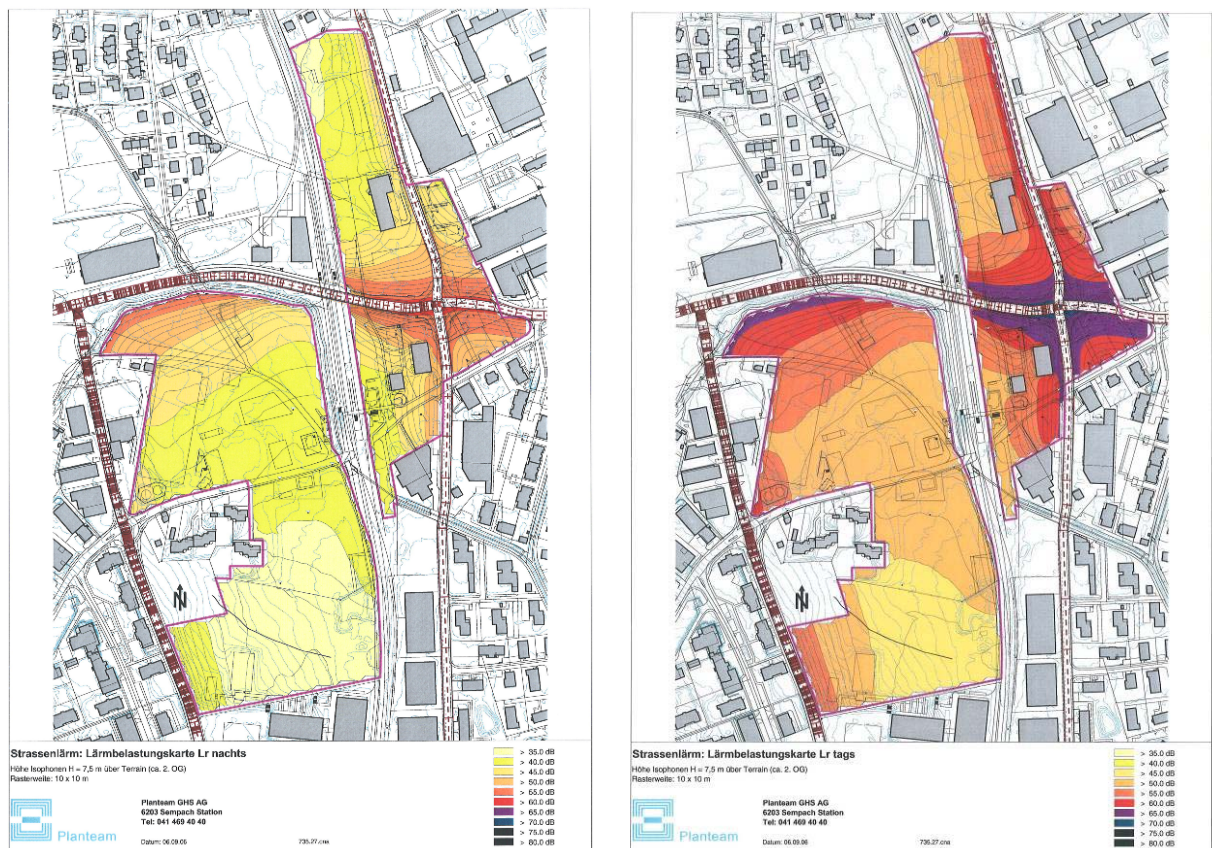 Strassenlärm: Lärmbelastungskarte Lr nachts
Höhe Isophonen H = 7,5 m über Terrain (ca. 2. OG)
Rasterweite: 10 x 10 m
Planteam GHS AG
6203 Sempach Station
Tel: 041 469 40 40
Planteam
Datum: 06.09.06
735.27.cna
> 35.0 dB
> 40.0 dB
> 45.0 dB
> 50.0 dB
> 55.0 dB
> 60.0 dB
> 65.0 dB
> 70.0 dB
> 75.0 dB
> 80.0 dB
N
Strassenlärm: Lärmbelastungskarte Lr tags
Höhe Isophonen H = 7,5 m über Terrain (ca. 2. OG)
Rasterweite: 10 x 10 m
Planteam GHS AG
6203 Sempach Station
Tel: 041 469 40 40
Planteam
Datum: 06.09.06
735.27.cna
> 35.0 dB
> 40.0 dB
> 45.0 dB
> 50.0 dB
> 55.0 dB
> 60.0 dB
> 65.0 dB
> 70.0 dB
> 75.0 dB
> 80.0 dB
N